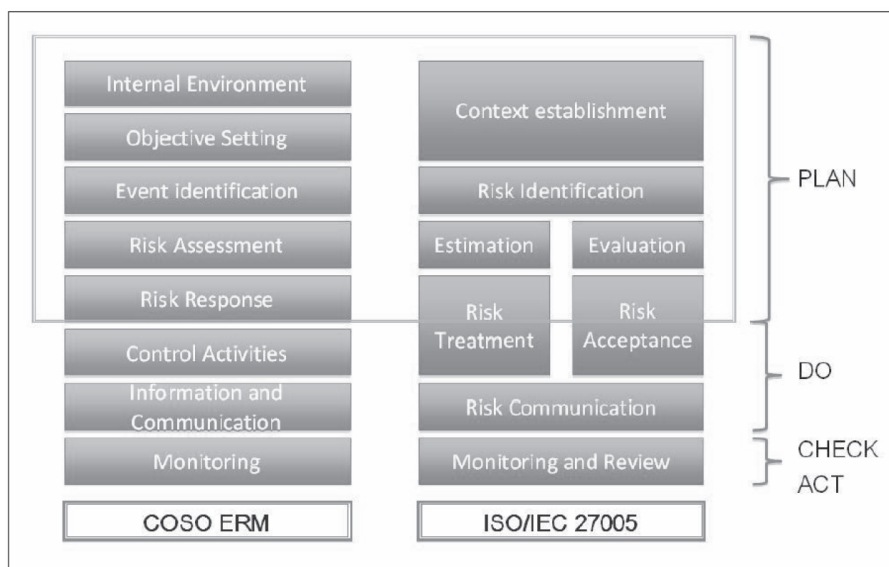 Internal Environment
Objective Setting
Event identification
Risk Assessment
Risk Response
Control Activities
Information and
Communication
Monitoring
COSO ERM
Context establishment
Risk Identification
Estimation
Evaluation
Risk
Treatment
Risk
Acceptance
Risk Communication
Monitoring and Review
ISO/IEC 27005
PLAN
DO
CHECK
ACT